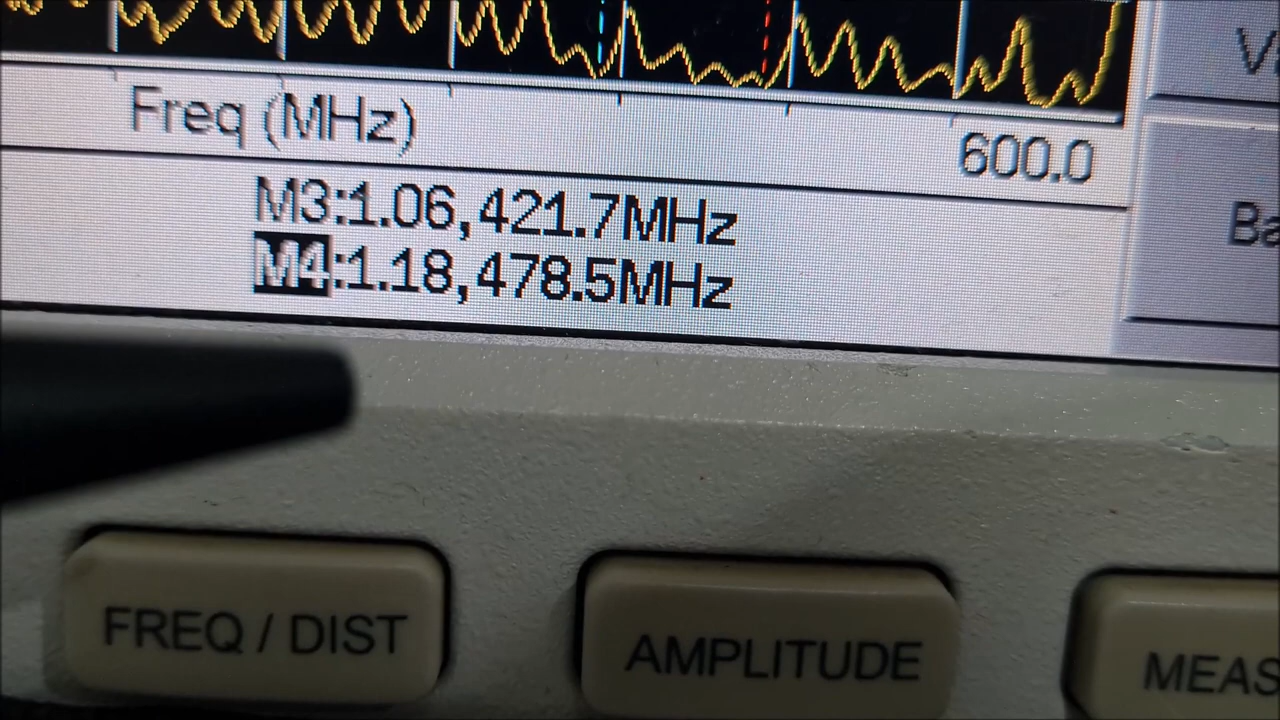 Freq (MHz)
600.0
M3:1.06,421.7MHz
M4:1.18,478.5MHz
FREQ / DIST
AMPLITUDE